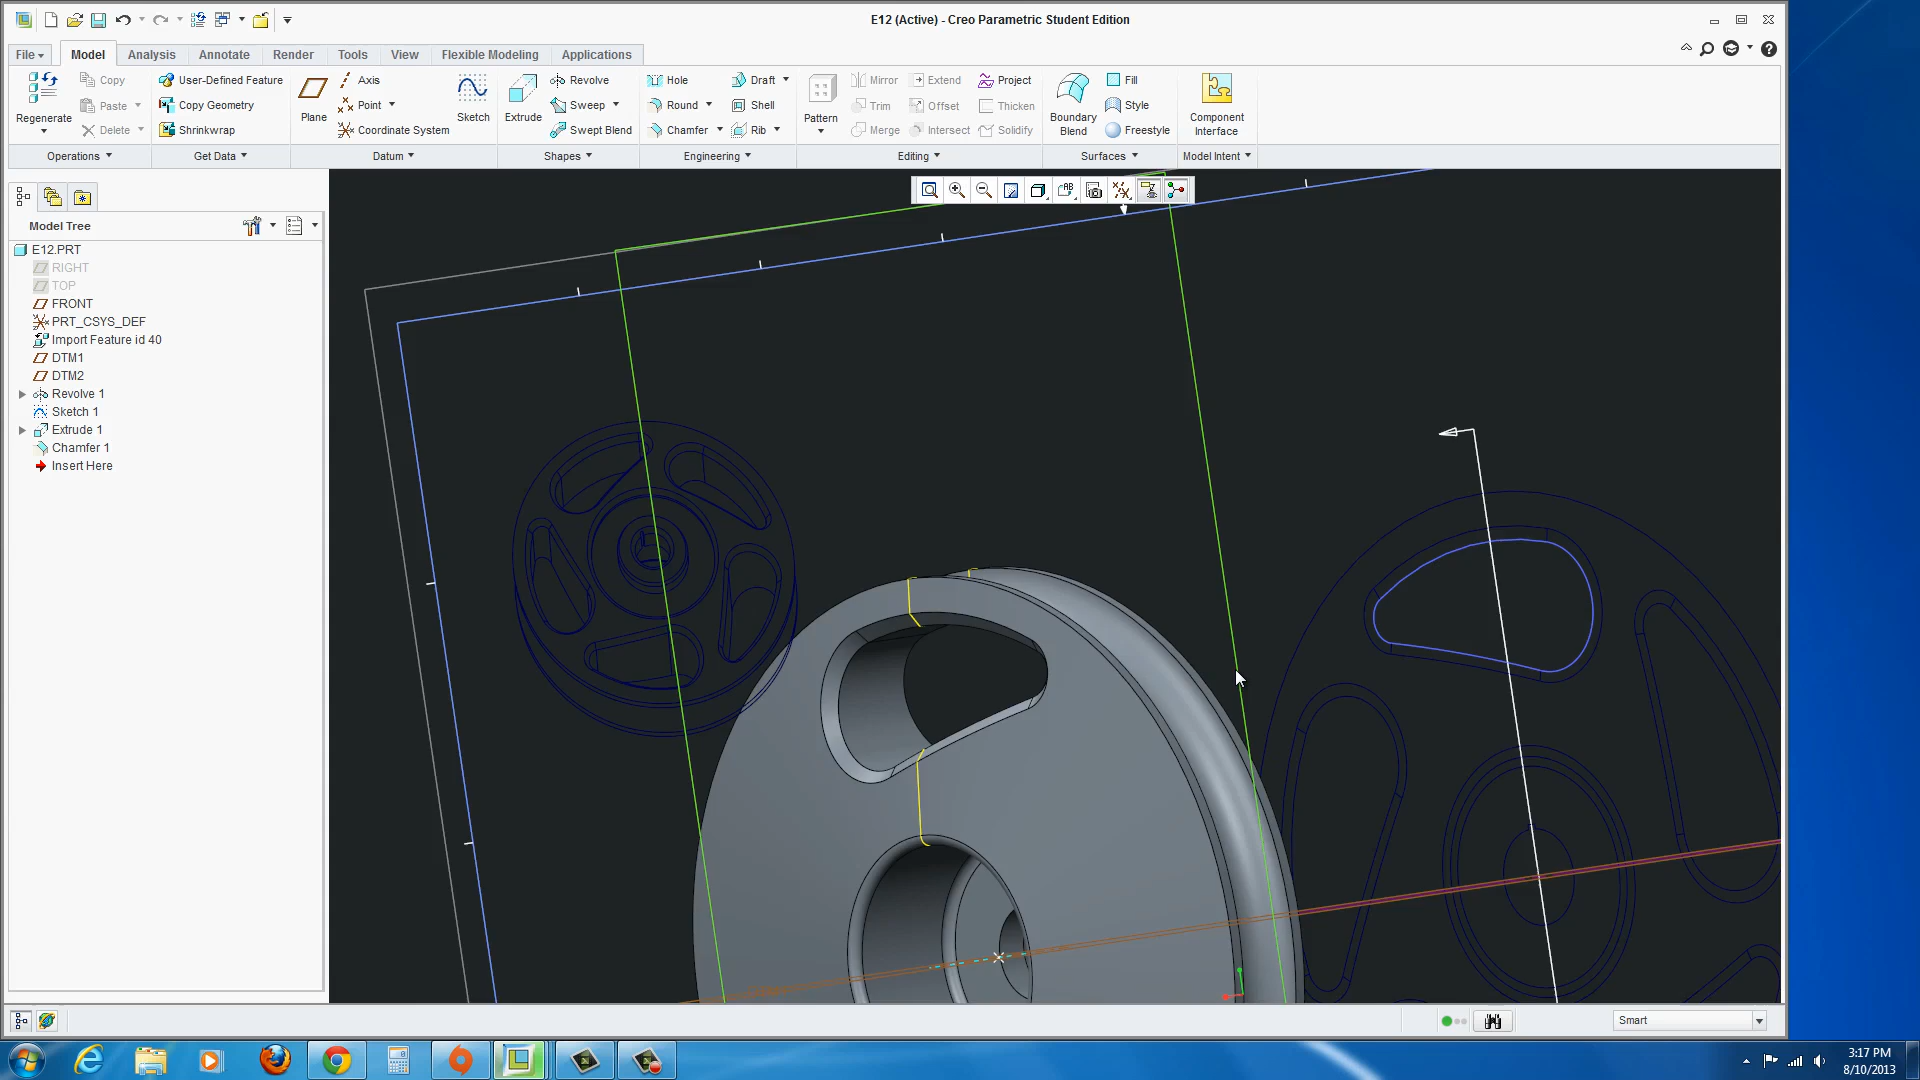 E12 (Active) - Creo Parametric Student Edition
File Model Analysis Annotate Render Tools View Flexible Modeling Applications
Regenerate
Copy
Paste
Delete
User-Defined Feature
Copy Geometry
Shrinkwrap
Plane
Axis
Point
Coordinate System
Sketch
Extrude
Revolve
Sweep
Swept Blend
Hole
Round
Chamfer
Draft
Shell
Rib
Pattern
Mirror
Trim
Merge
Extend
Offset
Intersect
Project
Thicken
Solidify
Boundary
Blend
Fill
Style
Freestyle
Component
Interface
Operations Get Data Datum Shapes Engineering Editing Surfaces Model Intent
Model Tree
E12.PRT
RIGHT
TOP
FRONT
PRT_CSYS_DEF
Import Feature id 40
DTM1
DTM2
Revolve 1
Sketch 1
Extrude 1
Chamfer 1
Insert Here
Smart
3:17 PM
8/10/2013